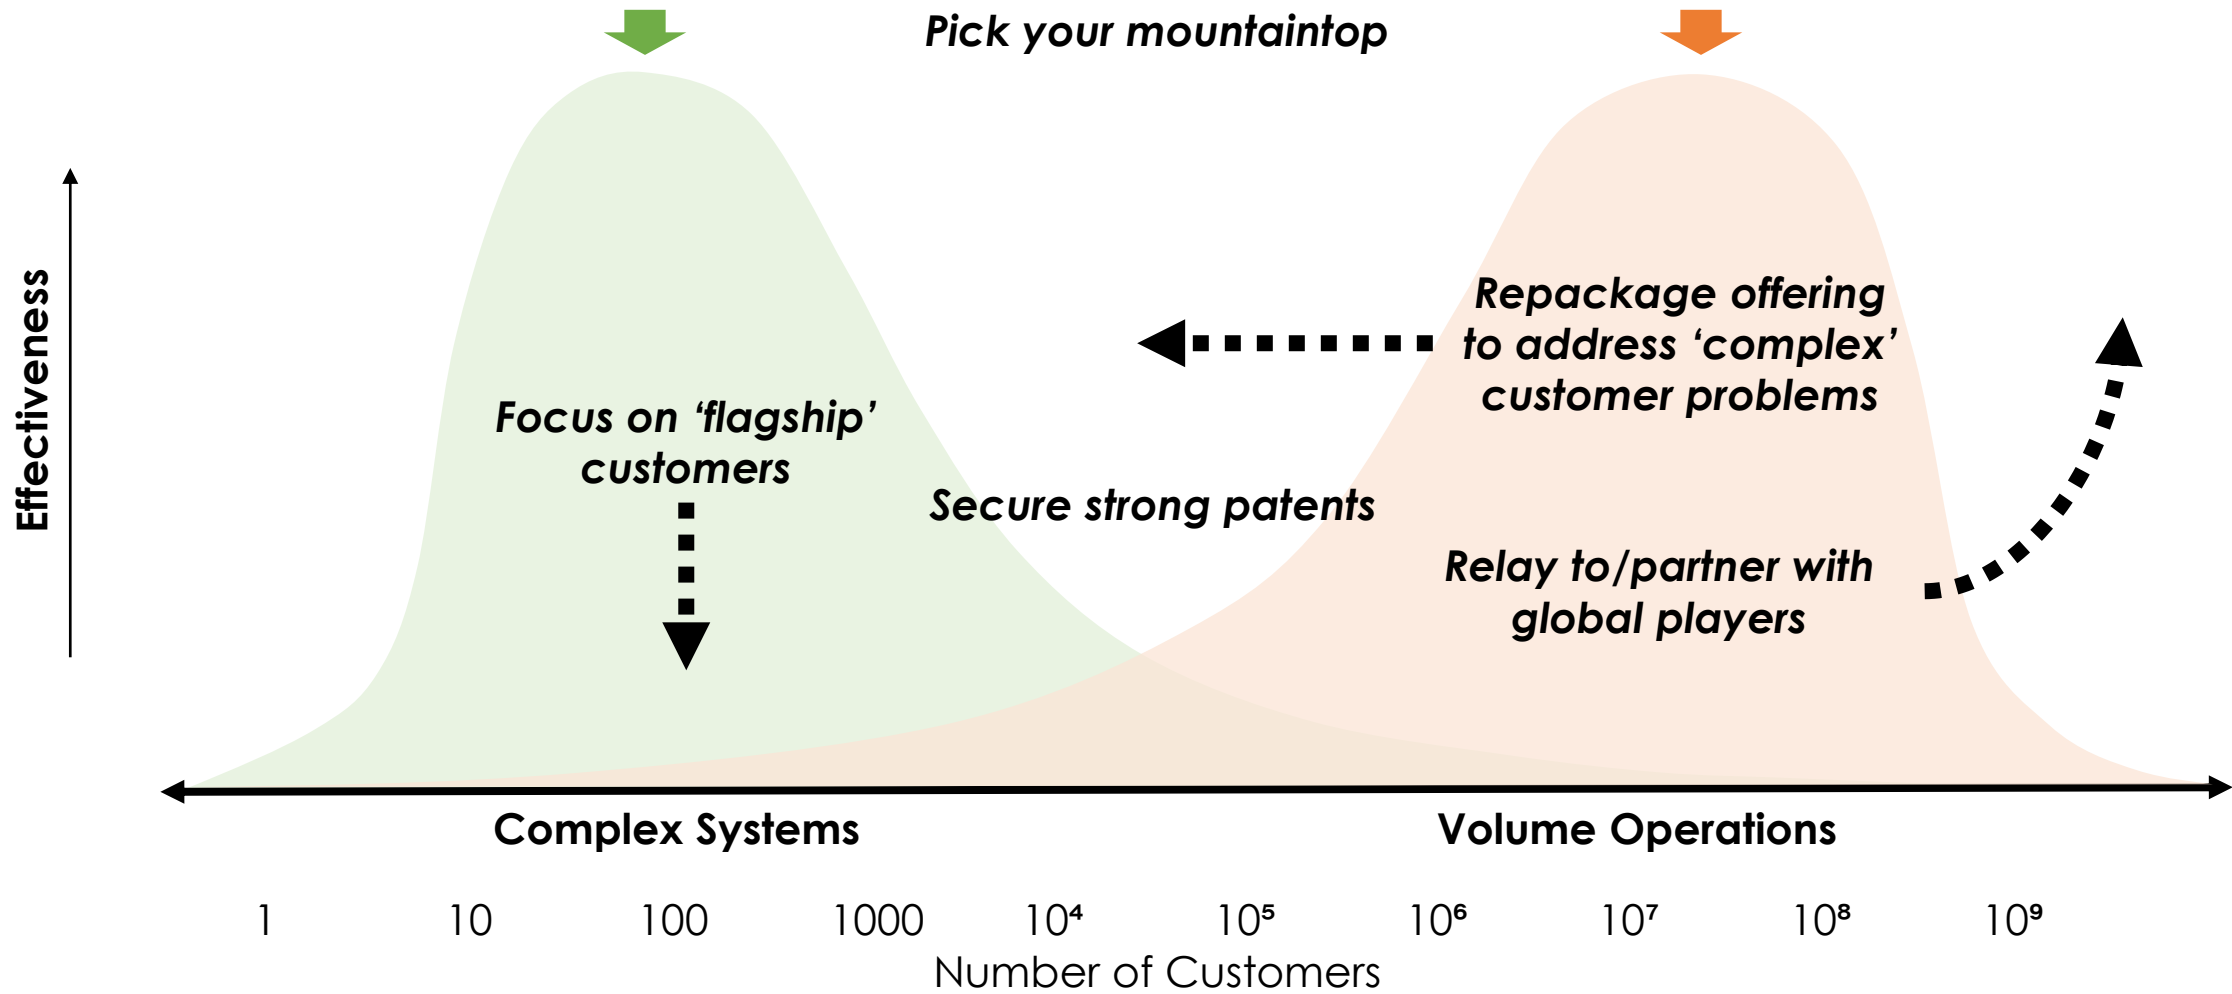 Pick your mountaintop
Effectiveness
Repackage offering
to address ‘complex’
customer problems
Focus on ‘flagship’
customers
Secure strong patents
Relay to/partner with
global players
Complex Systems
Volume Operations
1 10 100 1000 10⁴ 10⁵ 10⁶ 10⁷ 10⁸ 10⁹
Number of Customers